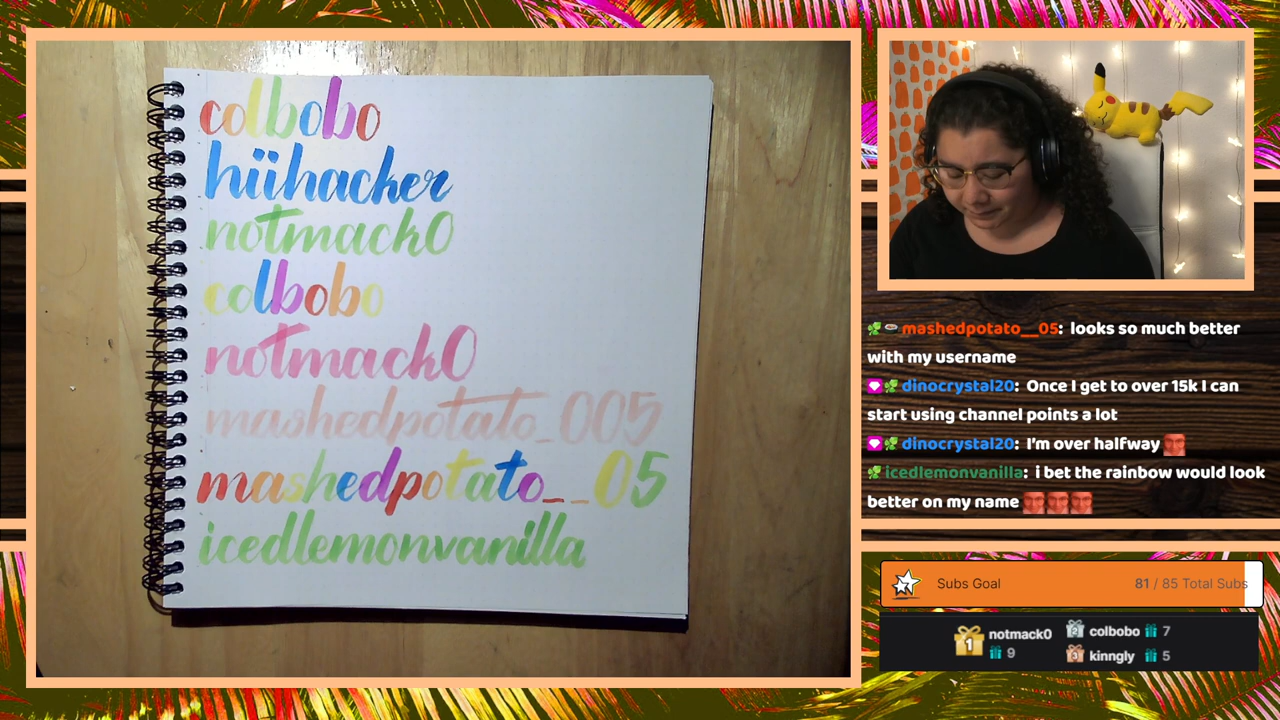 colbobo
hiihacker
notmack0
colbobo
notmack0
mashedpotato_005
mashedpotato__05
icedlemonvanilla
mashedpotato__05: looks so much better
with my username
dinocrystal20: Once I get to over 15k I can
start using channel points a lot
dinocrystal20: I'm over halfway
icedlemonvanilla: i bet the rainbow would look
better on my name
Subs Goal 81 / 85 Total Subs
1 notmack0 9
2 colbobo 7
3 kinngly 5